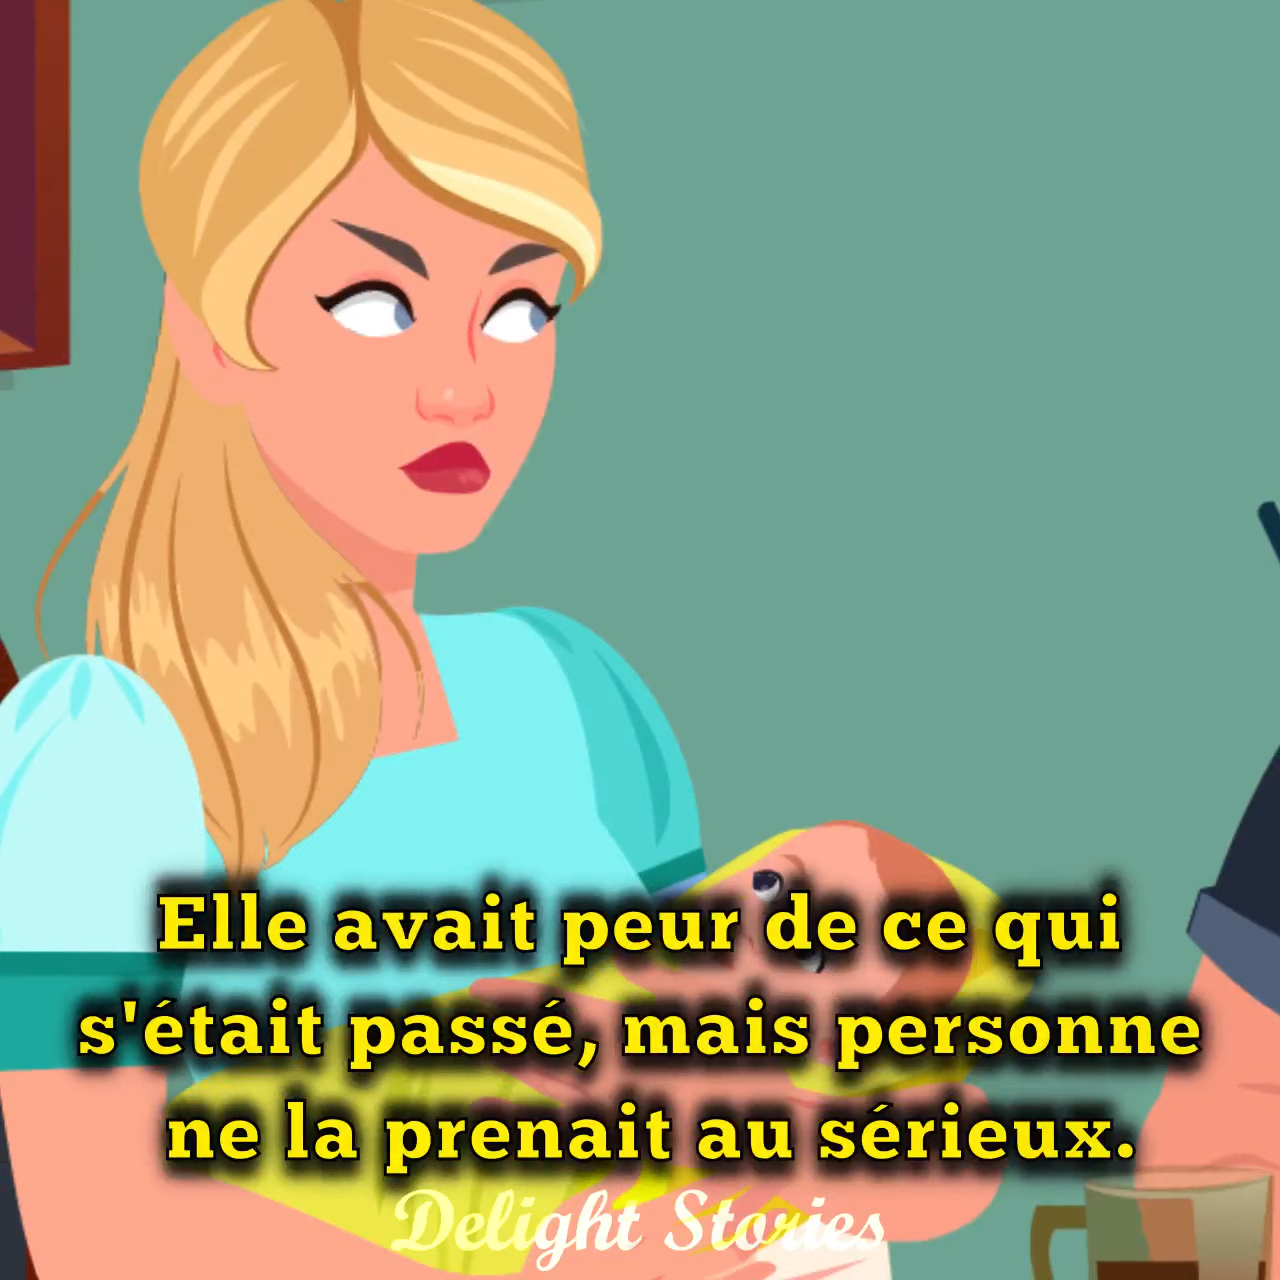 Elle avait peur de ce qui
s'était passé, mais personne
ne la prenait au sérieux.
Delight Stories